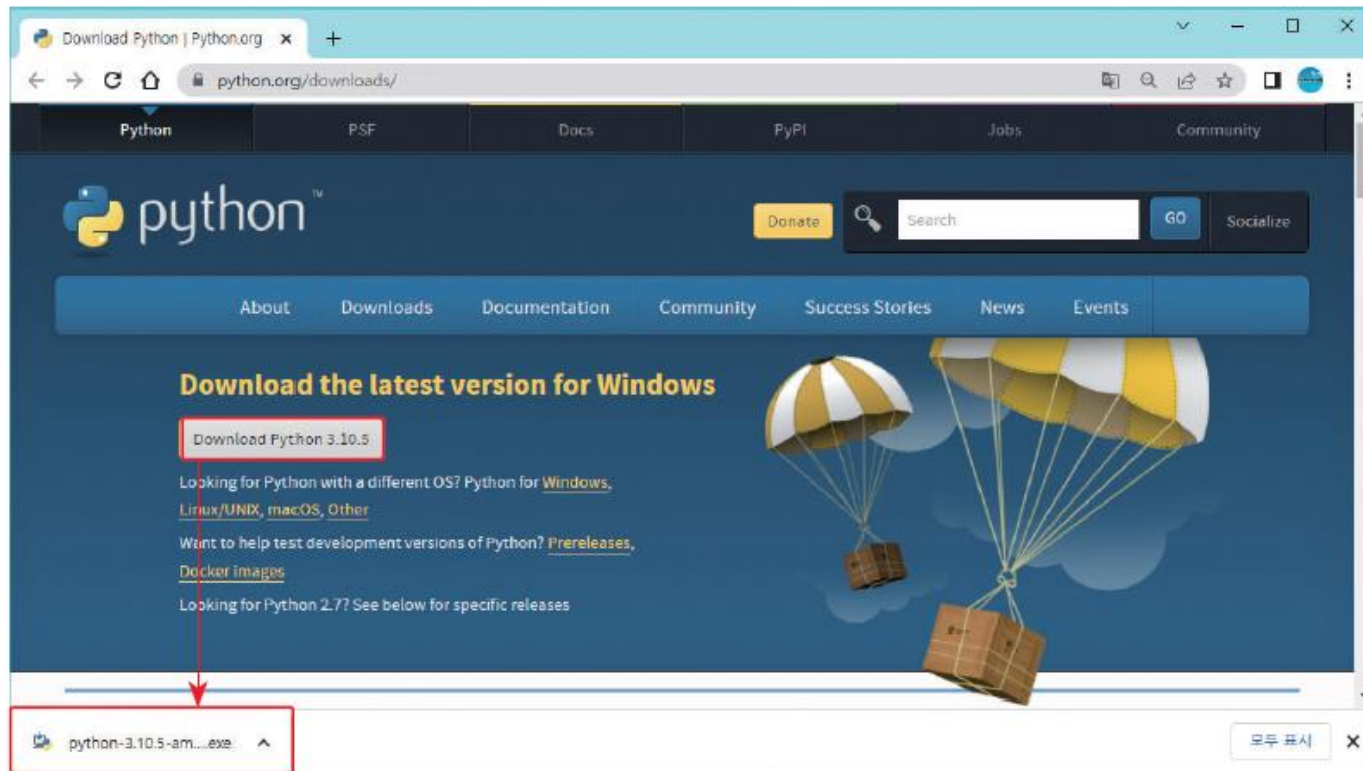 Download Python | Python.org
python.org/downloads/
Python PSF Docs PyPI Jobs Community
python™
Donate Search GO Socialize
About Downloads Documentation Community Success Stories News Events
Download the latest version for Windows
Download Python 3.10.5
Looking for Python with a different OS? Python for Windows,
Linux/UNIX, macOS, Other
Want to help test development versions of Python? Prereleases,
Docker images
Looking for Python 2.7? See below for specific releases
python-3.10.5-am....exe 모두 표시